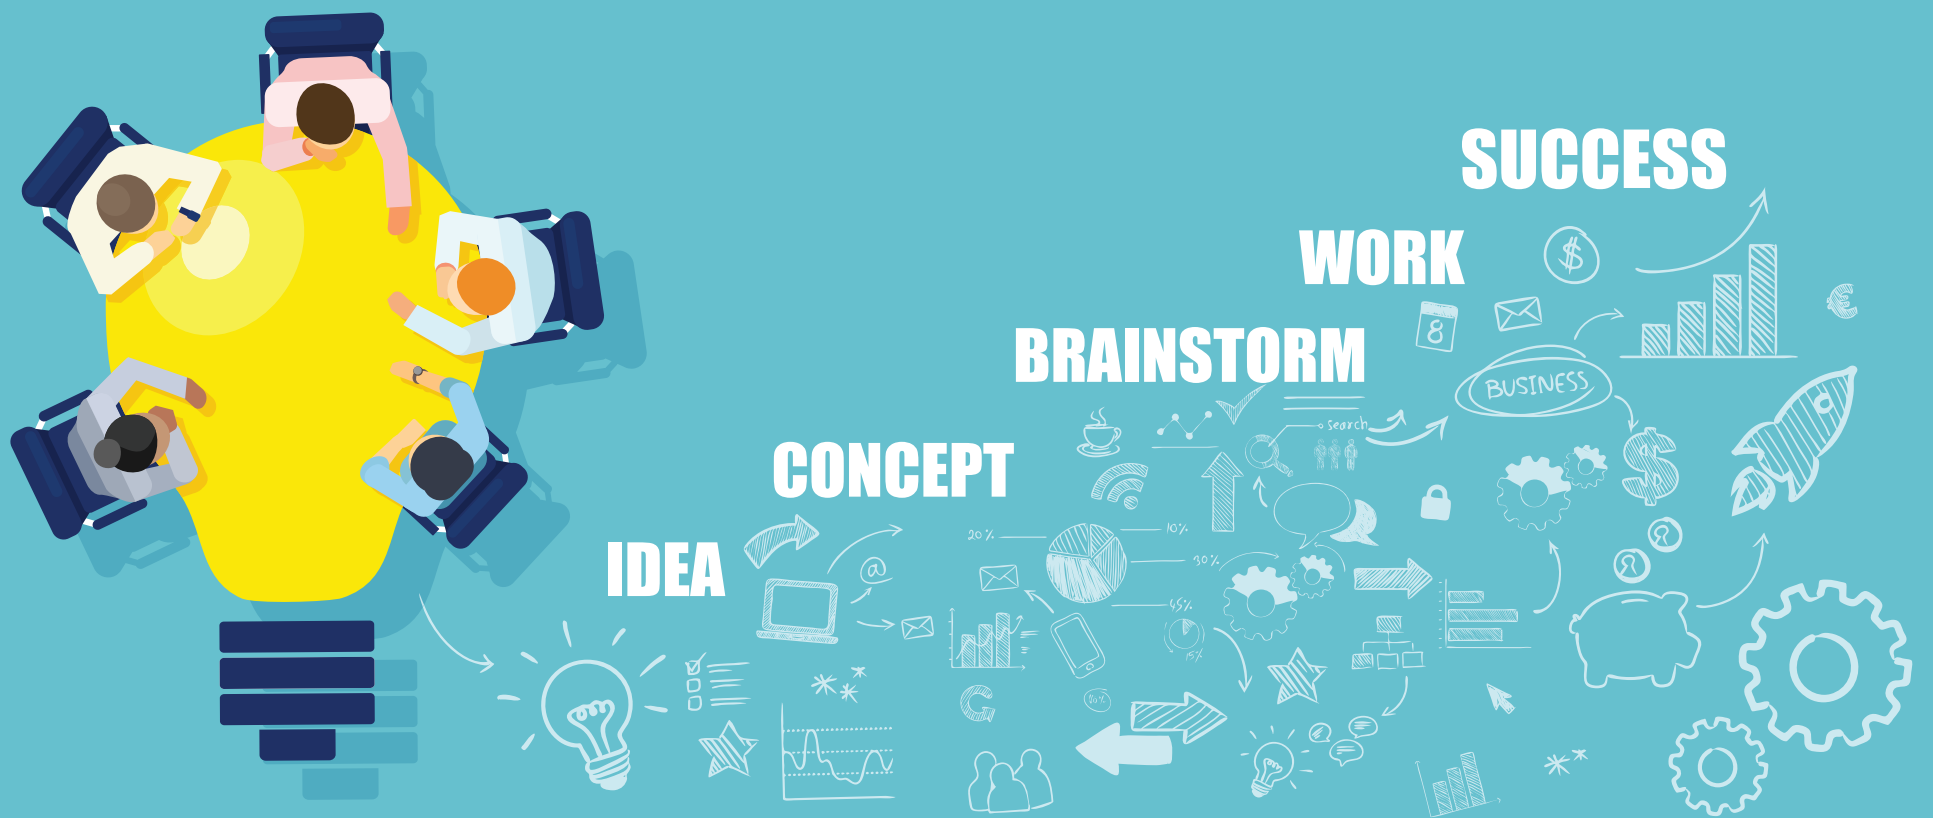 SUCCESS
WORK
BRAINSTORM
CONCEPT
IDEA
$
8
€
BUSINESS
search
$
20%
10%
30%
@
45%
15%